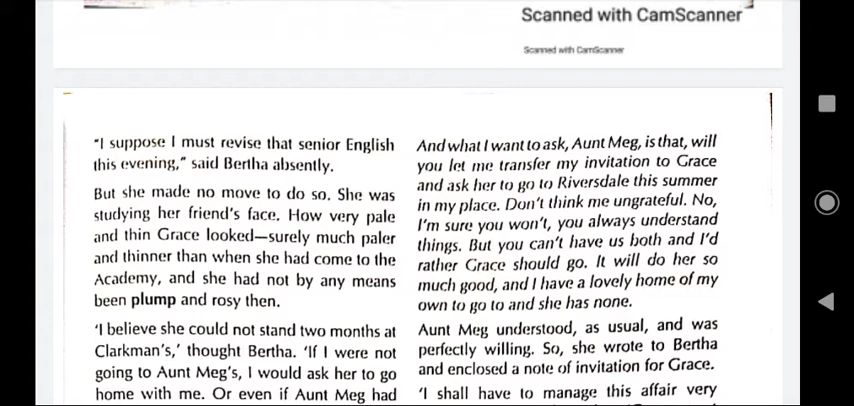 Scanned with CamScanner
Scanned with CamScanner
"I suppose I must revise that senior English
this evening," said Bertha absently.
But she made no move to do so. She was
studying her friend's face. How very pale
and thin Grace looked—surely much paler
and thinner than when she had come to the
Academy, and she had not by any means
been plump and rosy then.
'I believe she could not stand two months at
Clarkman's,' thought Bertha. 'If I were not
going to Aunt Meg's, I would ask her to go
home with me. Or even if Aunt Meg had
And what I want to ask, Aunt Meg, is that, will
you let me transfer my invitation to Grace
and ask her to go to Riversdale this summer
in my place. Don't think me ungrateful. No,
I'm sure you won't, you always understand
things. But you can't have us both and I'd
rather Grace should go. It will do her so
much good, and I have a lovely home of my
own to go to and she has none.
Aunt Meg understood, as usual, and was
perfectly willing. So, she wrote to Bertha
and enclosed a note of invitation for Grace.
'I shall have to manage this affair very